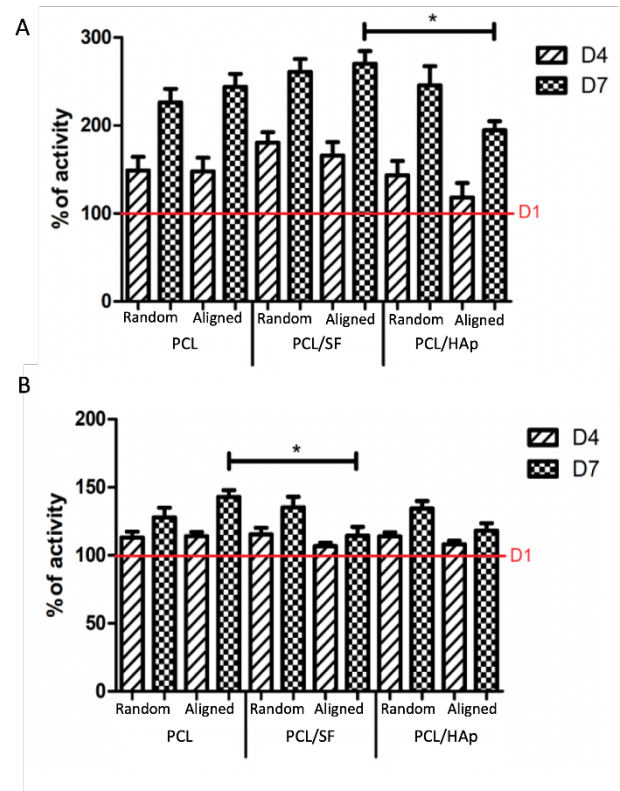 A
300
200
100
0
% of activity
*
D4
D7
D1
Random Aligned Random Aligned Random Aligned
PCL PCL/SF PCL/HAp
B
200
150
100
50
0
% of activity
*
D4
D7
D1
Random Aligned Random Aligned Random Aligned
PCL PCL/SF PCL/HAp